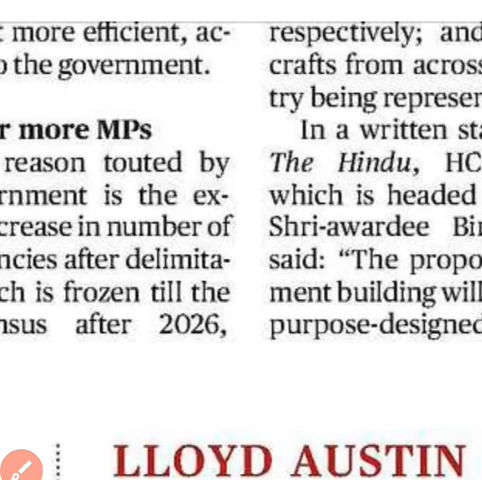 more efficient, ac-
the government.
more MPs
reason touted by
rnment is the ex-
crease in number of
ncies after delimita-
ch is frozen till the
nsus after 2026,
respectively; and
crafts from across
try being represen
In a written sta
The Hindu, HC
which is headed
Shri-awardee Bi
said: “The propo
ment building will
purpose-designed
LLOYD AUSTIN